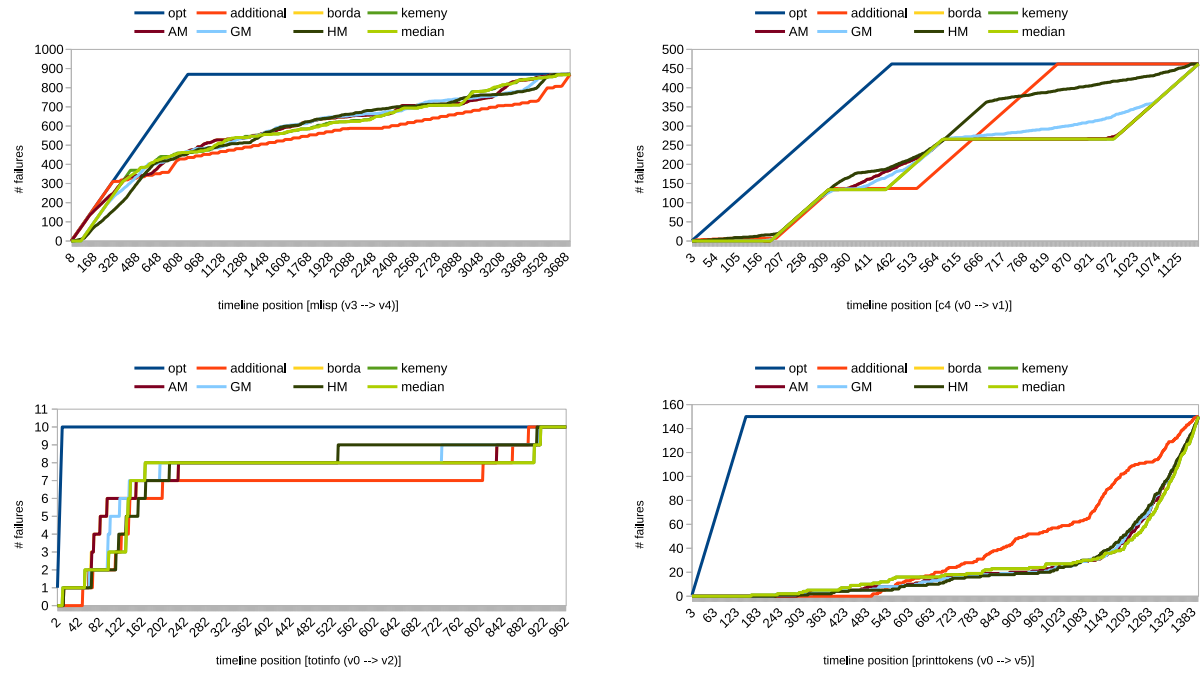 opt additional borda kemeny
AM GM HM median
1000
900
800
700
600
500
400
300
200
100
0
# failures
8 168 328 488 648 808 968 1128 1288 1448 1608 1768 1928 2088 2248 2408 2568 2728 2888 3048 3208 3368 3528 3688
timeline position [mlisp (v3 --> v4)]
opt additional borda kemeny
AM GM HM median
500
450
400
350
300
250
200
150
100
50
0
# failures
3 54 105 156 207 258 309 360 411 462 513 564 615 666 717 768 819 870 921 972 1023 1074 1125
timeline position [c4 (v0 --> v1)]
opt additional borda kemeny
AM GM HM median
11
10
9
8
7
6
5
4
3
2
1
0
# failures
2 42 82 122 162 202 242 282 322 362 402 442 482 522 562 602 642 682 722 762 802 842 882 922 962
timeline position [totinfo (v0 --> v2)]
opt additional borda kemeny
AM GM HM median
160
140
120
100
80
60
40
20
0
# failures
3 63 123 183 243 303 363 423 483 543 603 663 723 783 843 903 963 1023 1083 1143 1203 1263 1323 1383
timeline position [printtokens (v0 --> v5)]